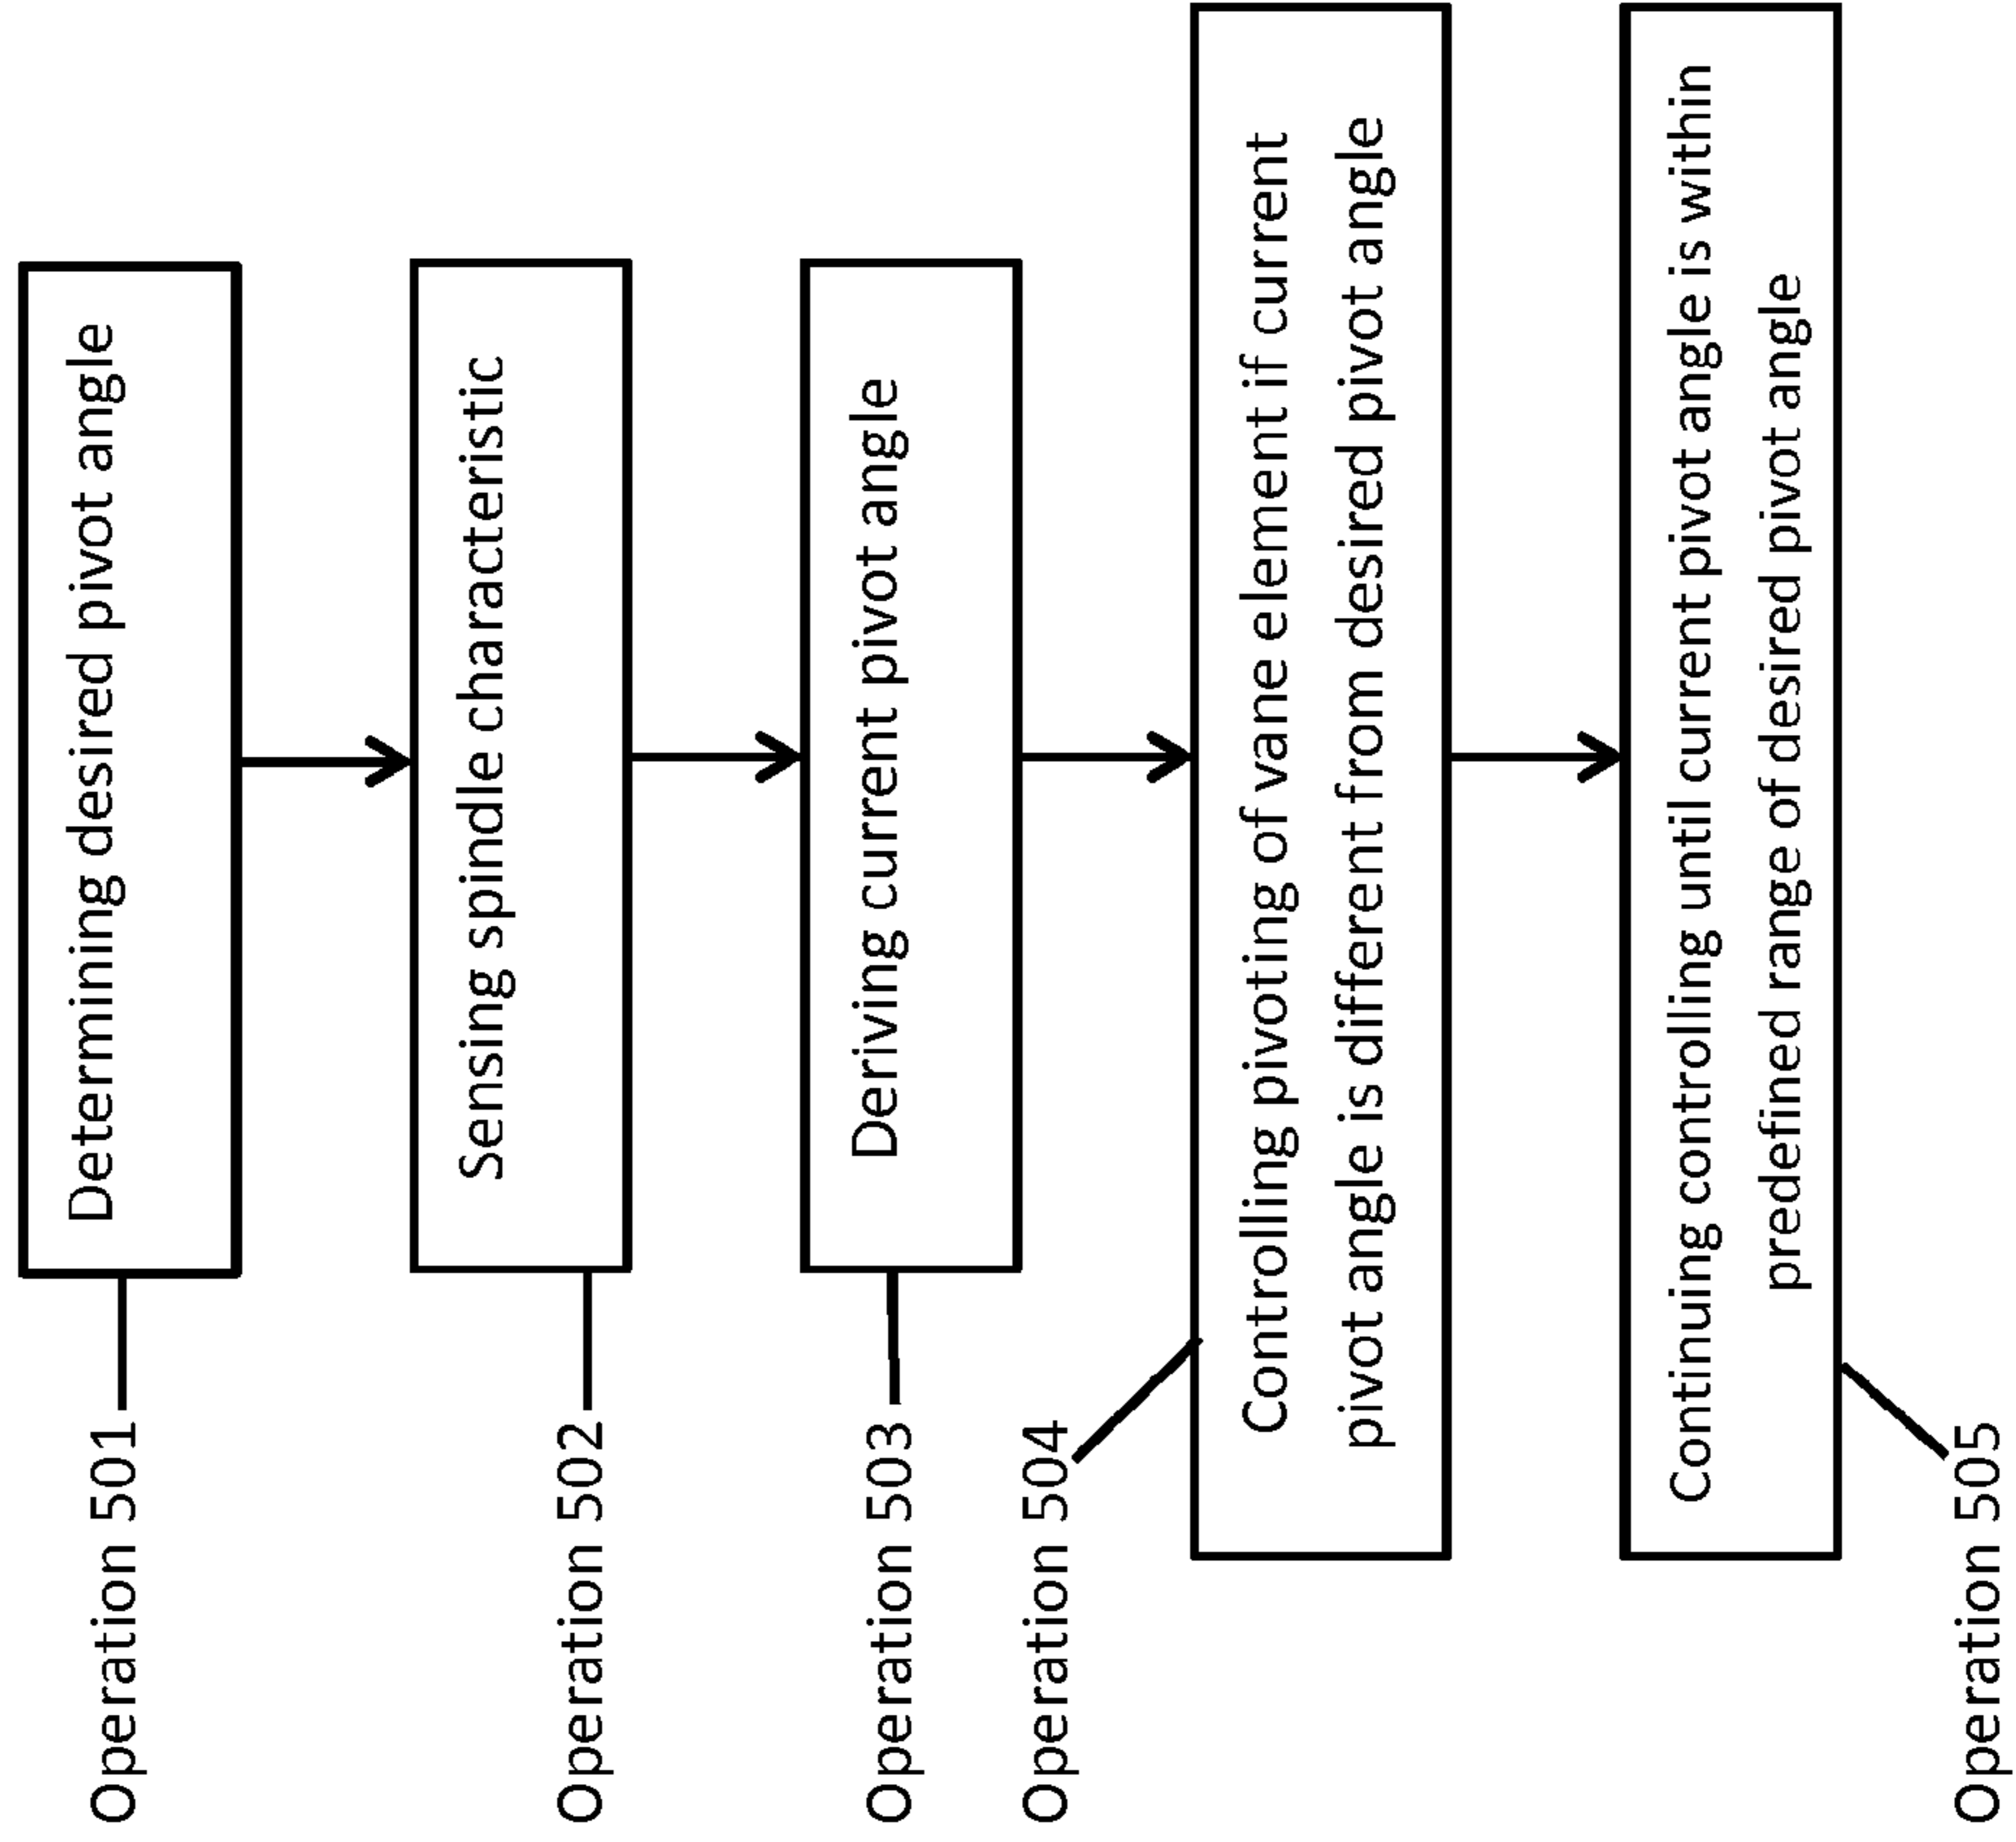 Operation 501
Determining desired pivot angle
Operation 502
Sensing spindle characteristic
Operation 503
Deriving current pivot angle
Operation 504
Controlling pivoting of vane element if current
pivot angle is different from desired pivot angle
Continuing controlling until current pivot angle is within
predefined range of desired pivot angle
Operation 505